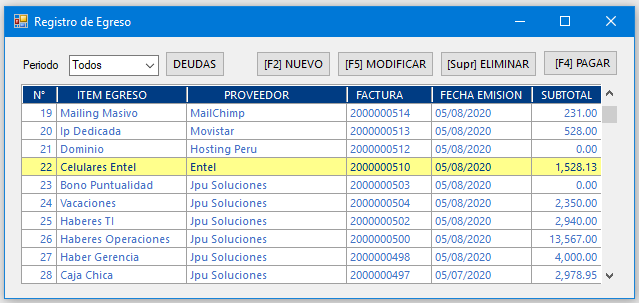 Registro de Egreso
Periodo Todos DEUDAS [F2] NUEVO [F5] MODIFICAR [Supr] ELIMINAR [F4] PAGAR
N° ITEM EGRESO PROVEEDOR FACTURA FECHA EMISION SUBTOTAL
19 Mailing Masivo MailChimp 2000000514 05/08/2020 231.00
20 Ip Dedicada Movistar 2000000513 05/08/2020 528.00
21 Dominio Hosting Peru 2000000512 05/08/2020 0.00
22 Celulares Entel Entel 2000000510 05/08/2020 1,528.13
23 Bono Puntualidad Jpu Soluciones 2000000503 05/08/2020 0.00
24 Vacaciones Jpu Soluciones 2000000504 05/08/2020 2,350.00
25 Haberes TI Jpu Soluciones 2000000502 05/08/2020 2,940.00
26 Haberes Operaciones Jpu Soluciones 2000000500 05/08/2020 13,567.00
27 Haber Gerencia Jpu Soluciones 2000000498 05/08/2020 4,000.00
28 Caja Chica Jpu Soluciones 2000000497 05/07/2020 2,978.95